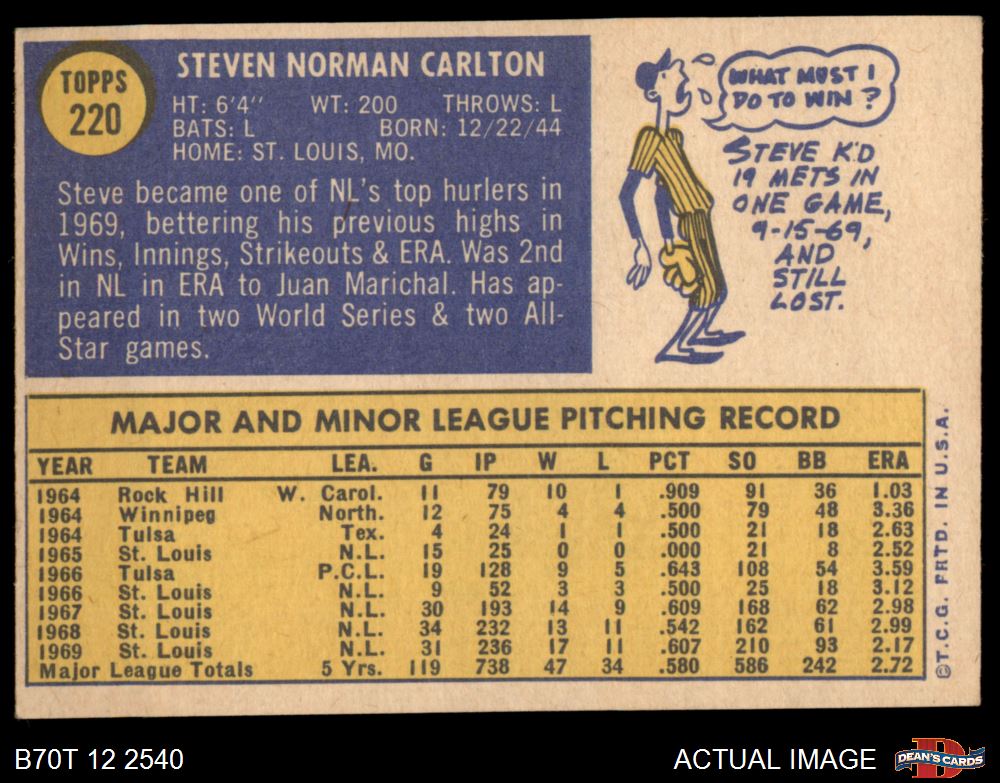 TOPPS
220
STEVEN NORMAN CARLTON
HT: 6'4" WT: 200 THROWS: L
BATS: L BORN: 12/22/44
HOME: ST. LOUIS, MO.
Steve became one of NL's top hurlers in
1969, bettering his previous highs in
Wins, Innings, Strikeouts & ERA. Was 2nd
in NL in ERA to Juan Marichal. Has ap-
peared in two World Series & two All-
Star games.
WHAT MUST I
DO TO WIN ?
STEVE K'D
19 METS IN
ONE GAME,
9-15-69,
AND
STILL
LOST.
MAJOR AND MINOR LEAGUE PITCHING RECORD
YEAR TEAM LEA. G IP W L PCT SO BB ERA
1964 Rock Hill W. Carol. 11 79 10 1 .909 91 36 1.03
1964 Winnipeg North. 12 75 4 4 .500 79 48 3.36
1964 Tulsa Tex. 4 24 1 1 .500 21 18 2.63
1965 St. Louis N.L. 15 25 0 0 .000 21 8 2.52
1966 Tulsa P.C.L. 19 128 9 5 .643 108 54 3.59
1966 St. Louis N.L. 9 52 3 3 .500 25 18 3.12
1967 St. Louis N.L. 30 193 14 9 .609 168 62 2.98
1968 St. Louis N.L. 34 232 13 11 .542 162 61 2.99
1969 St. Louis N.L. 31 236 17 11 .607 210 93 2.17
Major League Totals 5 Yrs. 119 738 47 34 .580 586 242 2.72
©T.C.G. PRTD. IN U.S.A.
B70T 12 2540
ACTUAL IMAGE
D
DEAN'S CARDS